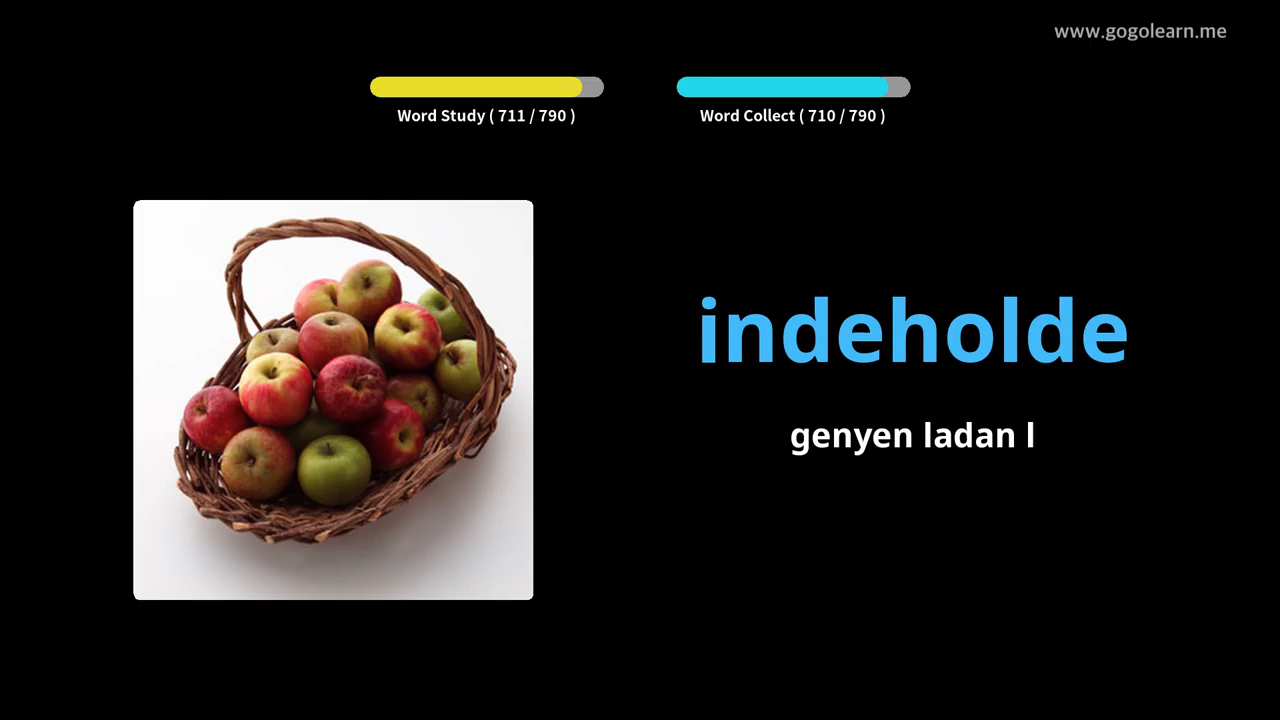 www.gogolearn.me
Word Study ( 711 / 790 )
Word Collect ( 710 / 790 )
indeholde
genyen ladan l